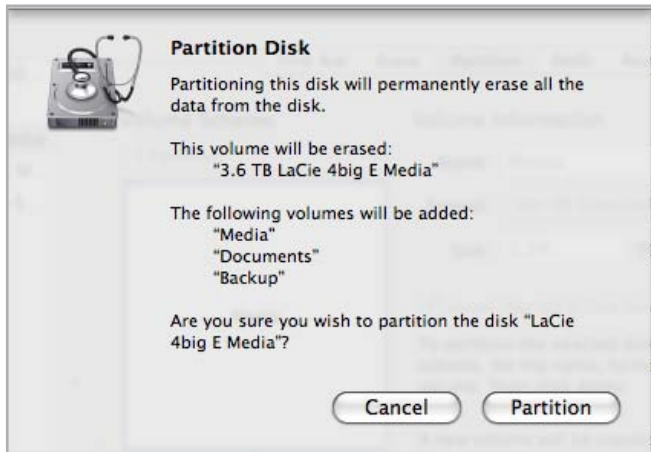 Partition Disk
Partitioning this disk will permanently erase all the
data from the disk.
This volume will be erased:
“3.6 TB LaCie 4big E Media”
The following volumes will be added:
“Media”
“Documents”
“Backup”
Are you sure you wish to partition the disk “LaCie
4big E Media”?
Cancel Partition